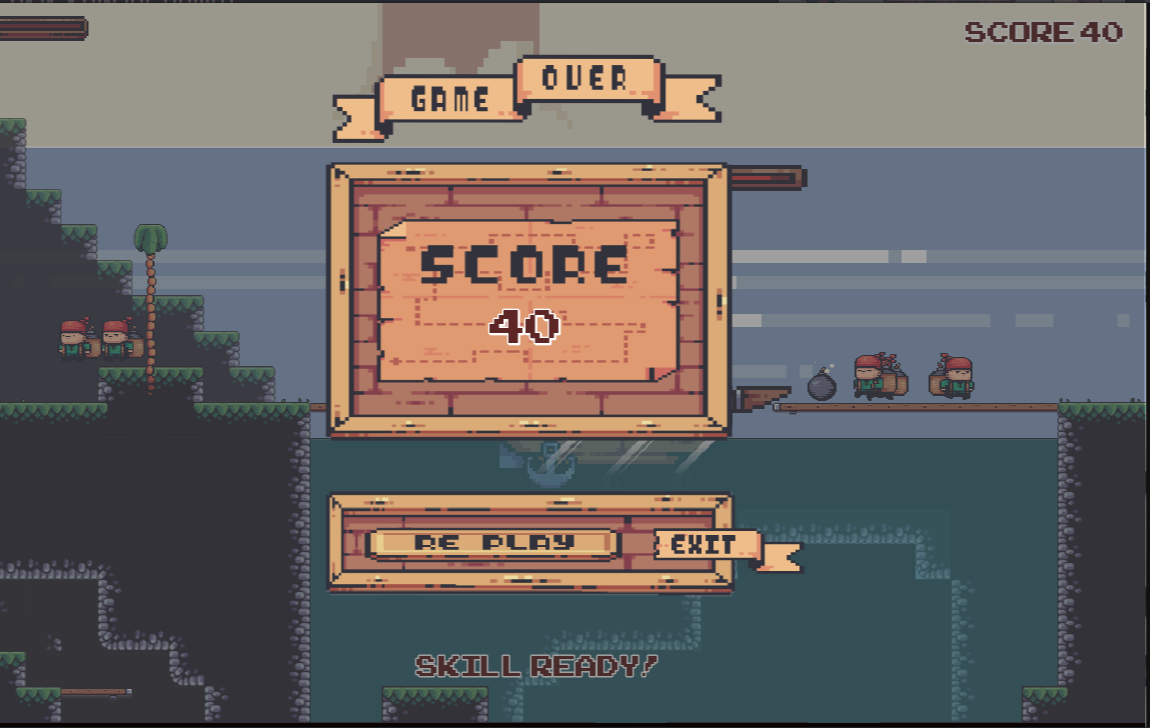 SCORE 40
GAME OVER
SCORE
40
RE PLAY
EXIT
SKILL READY!